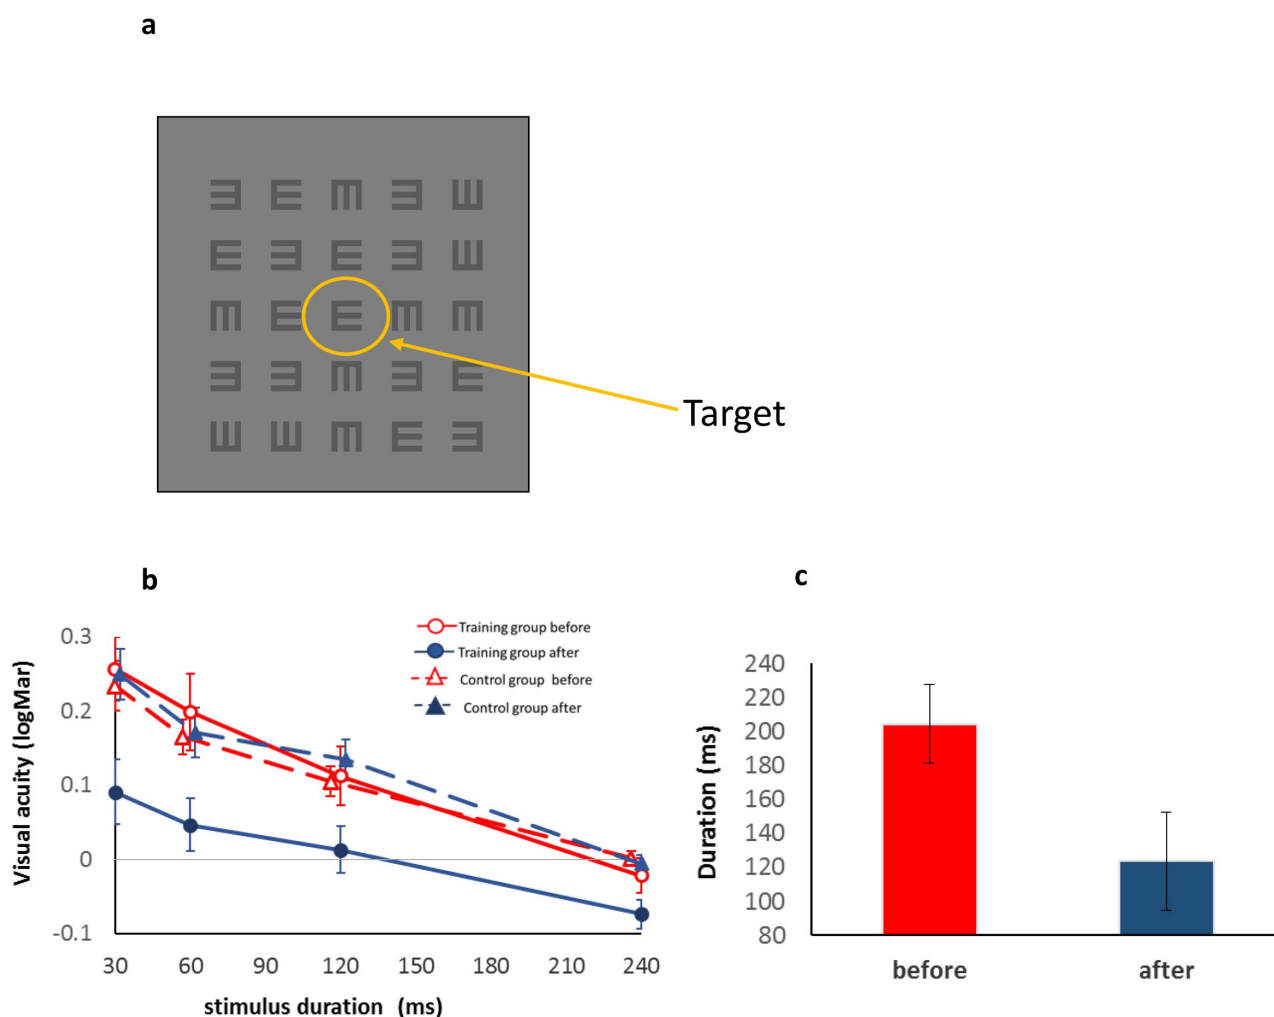 a
Target
b
Visual acuity (logMar)
0.3
0.2
0.1
0
-0.1
30 60 90 120 150 180 210 240
stimulus duration (ms)
Training group before
Training group after
Control group before
Control group after
c
Duration (ms)
240
220
200
180
160
140
120
100
80
before after